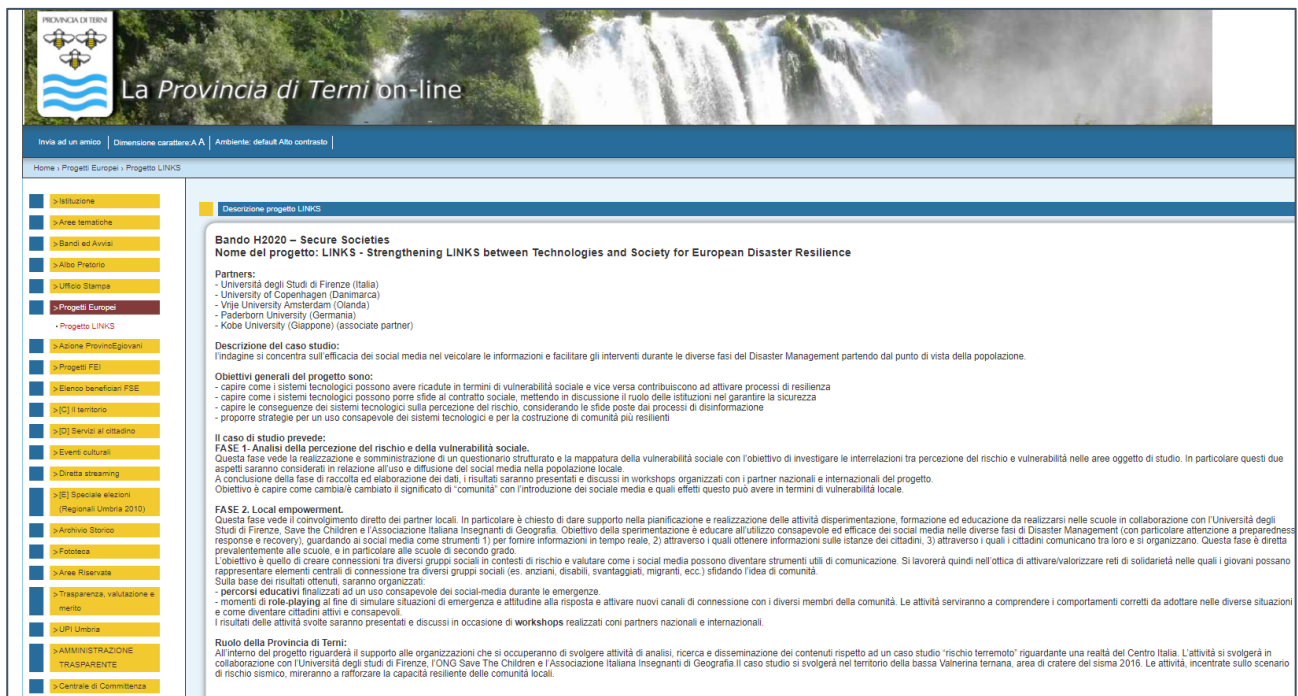 PROVINCIA DI TERNI
La Provincia di Terni on-line
Invia ad un amico | Dimensione carattere:A A | Ambiente: default Alto contrasto |
Home › Progetti Europei › Progetto LINKS
> Istituzione
> Aree tematiche
> Bandi ed Avvisi
> Albo Pretorio
> Ufficio Stampa
> Progetti Europei
• Progetto LINKS
> Azione ProvincEgiovani
> Progetti FEI
> Elenco beneficiari FSE
> [C] Il territorio
> [D] Servizi al cittadino
> Eventi culturali
> Diretta streaming
> [E] Speciale elezioni
(Regionali Umbria 2010)
> Archivio Storico
> Fototeca
> Aree Riservate
> Trasparenza, valutazione e
merito
> UPI Umbria
> AMMINISTRAZIONE
TRASPARENTE
> Centrale di Committenza
Descrizione progetto LINKS
Bando H2020 – Secure Societies
Nome del progetto: LINKS - Strengthening LINKS between Technologies and Society for European Disaster Resilience
Partners:
- Università degli Studi di Firenze (Italia)
- University of Copenhagen (Danimarca)
- Vrije University Amsterdam (Olanda)
- Paderborn University (Germania)
- Kobe University (Giappone) (associate partner)
Descrizione del caso studio:
l'indagine si concentra sull'efficacia dei social media nel veicolare le informazioni e facilitare gli interventi durante le diverse fasi del Disaster Management partendo dal punto di vista della popolazione.
Obiettivi generali del progetto sono:
- capire come i sistemi tecnologici possono avere ricadute in termini di vulnerabilità sociale e vice versa contribuiscono ad attivare processi di resilienza
- capire come i sistemi tecnologici possono porre sfide al contratto sociale, mettendo in discussione il ruolo delle istituzioni nel garantire la sicurezza
- capire le conseguenze dei sistemi tecnologici sulla percezione del rischio, considerando le sfide poste dai processi di disinformazione
- proporre strategie per un uso consapevole dei sistemi tecnologici e per la costruzione di comunità più resilienti
Il caso di studio prevede:
FASE 1- Analisi della percezione del rischio e della vulnerabilità sociale.
Questa fase vede la realizzazione e somministrazione di un questionario strutturato e la mappatura della vulnerabilità sociale con l'obiettivo di investigare le interrelazioni tra percezione del rischio e vulnerabilità nelle aree oggetto di studio. In particolare questi due
aspetti saranno considerati in relazione all'uso e diffusione del social media nella popolazione locale.
A conclusione della fase di raccolta ed elaborazione dei dati, i risultati saranno presentati e discussi in workshops organizzati con i partner nazionali e internazionali del progetto.
Obiettivo è capire come cambia/è cambiato il significato di "comunità" con l'introduzione dei sociale media e quali effetti questo può avere in termini di vulnerabilità locale.
FASE 2. Local empowerment.
Questa fase vede il coinvolgimento diretto dei partner locali. In particolare è chiesto di dare supporto nella pianificazione e realizzazione delle attività disperimentazione, formazione ed educazione da realizzarsi nelle scuole in collaborazione con l'Università degli
Studi di Firenze, Save the Children e l'Associazione Italiana Insegnanti di Geografia. Obiettivo della sperimentazione è educare all'utilizzo consapevole ed efficace dei social media nelle diverse fasi di Disaster Management (con particolare attenzione a preparedness
response e recovery), guardando ai social media come strumenti 1) per fornire informazioni in tempo reale, 2) attraverso i quali ottenere informazioni sulle istanze dei cittadini, 3) attraverso i quali i cittadini comunicano tra loro e si organizzano. Questa fase è diretta
prevalentemente alle scuole, e in particolare alle scuole di secondo grado.
L'obiettivo è quello di creare connessioni tra diversi gruppi sociali in contesti di rischio e valutare come i social media possono diventare strumenti utili di comunicazione. Si lavorerà quindi nell'ottica di attivare/valorizzare reti di solidarietà nelle quali i giovani possano
rappresentare elementi centrali di connessione tra diversi gruppi sociali (es. anziani, disabili, svantaggiati, migranti, ecc.) sfidando l'idea di comunità.
Sulla base dei risultati ottenuti, saranno organizzati:
- percorsi educativi finalizzati ad un uso consapevole dei social-media durante le emergenze.
- momenti di role-playing al fine di simulare situazioni di emergenza e attitudine alla risposta e attivare nuovi canali di connessione con i diversi membri della comunità. Le attività serviranno a comprendere i comportamenti corretti da adottare nelle diverse situazioni
e come diventare cittadini attivi e consapevoli.
I risultati delle attività svolte saranno presentati e discussi in occasione di workshops realizzati coni partners nazionali e internazionali.
Ruolo della Provincia di Terni:
All'interno del progetto riguarderà il supporto alle organizzazioni che si occuperanno di svolgere attività di analisi, ricerca e disseminazione dei contenuti rispetto ad un caso studio "rischio terremoto" riguardante una realtà del Centro Italia. L'attività si svolgerà in
collaborazione con l'Università degli studi di Firenze, l'ONG Save The Children e l'Associazione Italiana Insegnanti di Geografia.Il caso studio si svolgerà nel territorio della bassa Valnerina ternana, area di cratere del sisma 2016. Le attività, incentrate sullo scenario
di rischio sismico, mireranno a rafforzare la capacità resiliente delle comunità locali.